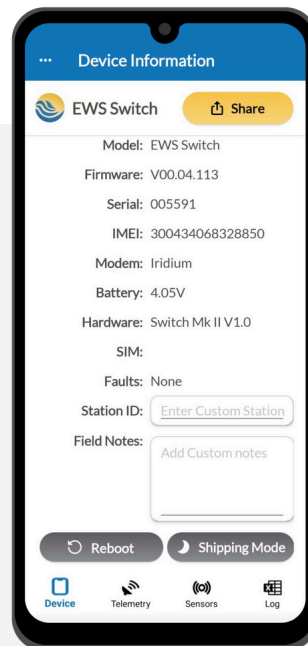 ... Device Information
EWS Switch Share
Model: EWS Switch
Firmware: V00.04.113
Serial: 005591
IMEI: 300434068328850
Modem: Iridium
Battery: 4.05V
Hardware: Switch Mk II V1.0
SIM:
Faults: None
Station ID: Enter Custom Station
Field Notes: Add Custom notes
Reboot Shipping Mode
Device Telemetry Sensors Log